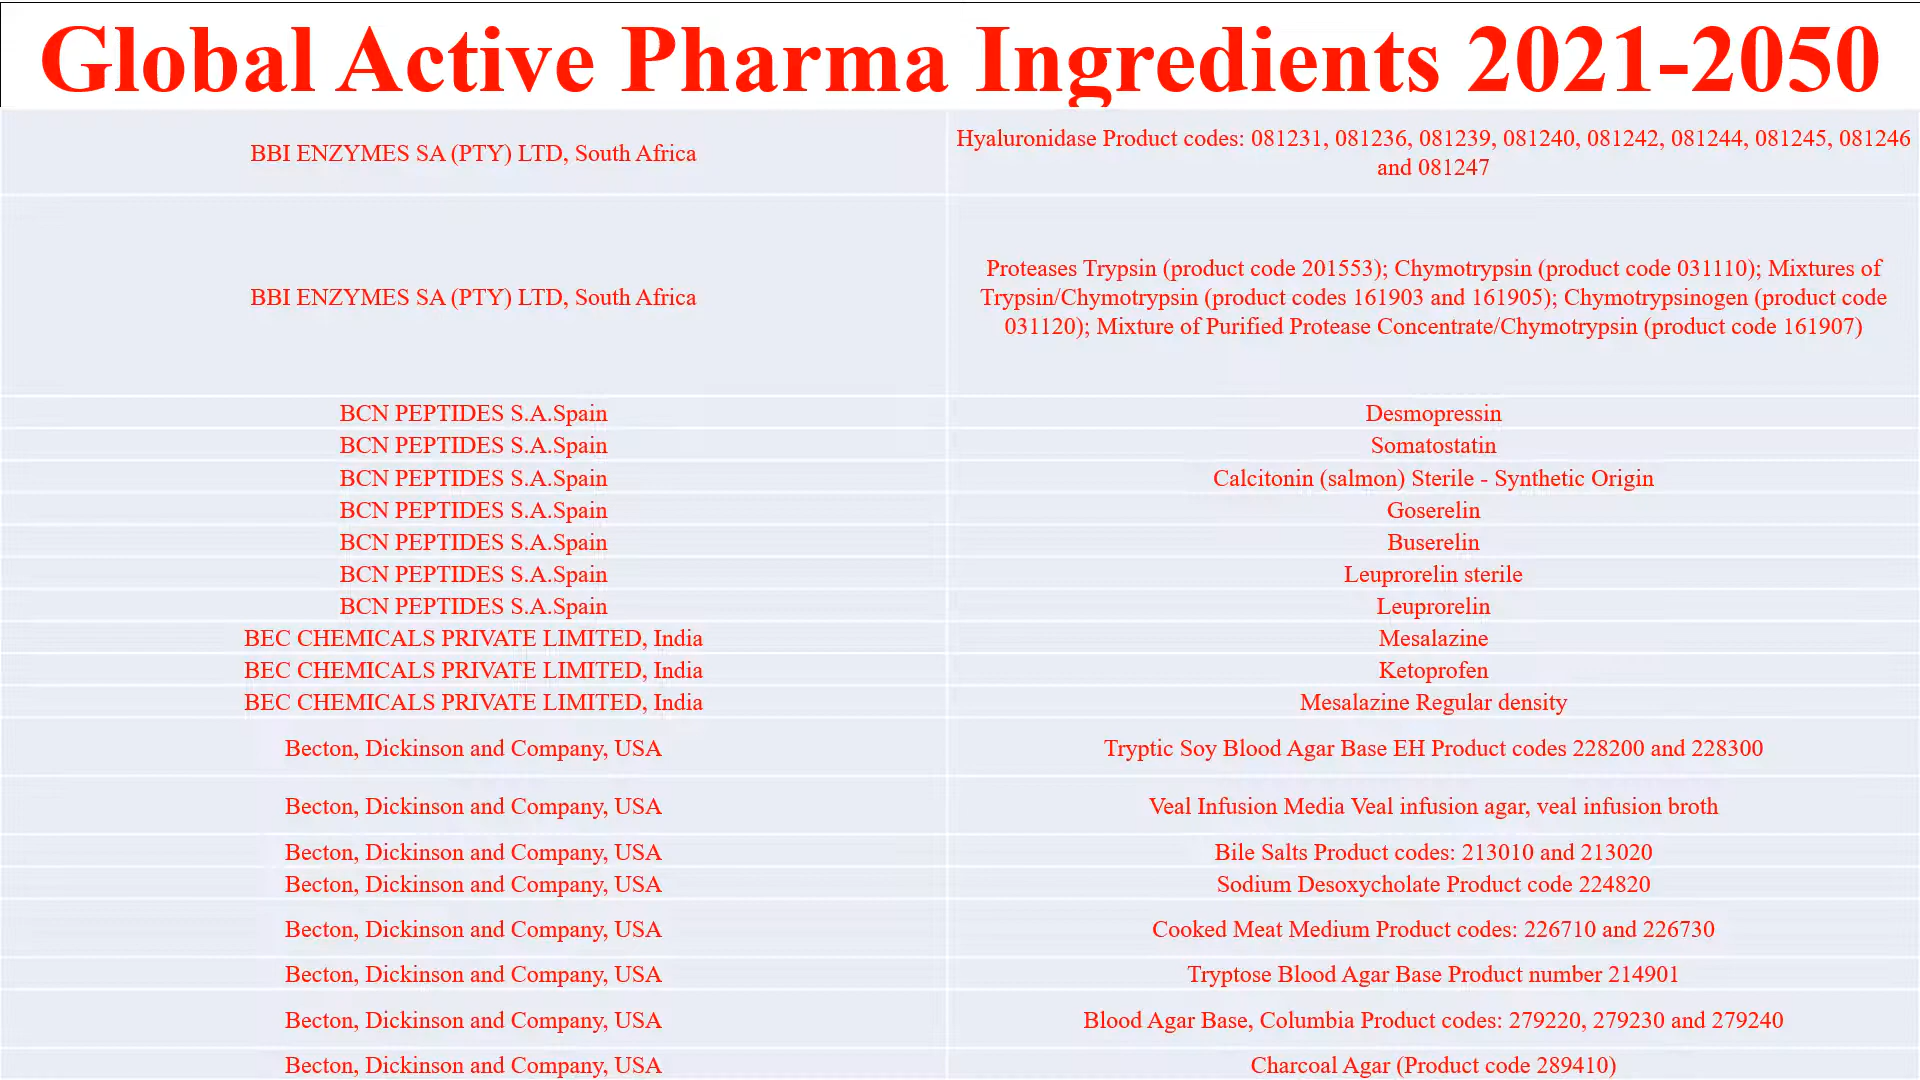 Global Active Pharma Ingredients 2021-2050
BBI ENZYMES SA (PTY) LTD, South Africa
Hyaluronidase Product codes: 081231, 081236, 081239, 081240, 081242, 081244, 081245, 081246
and 081247
BBI ENZYMES SA (PTY) LTD, South Africa
Proteases Trypsin (product code 201553); Chymotrypsin (product code 031110); Mixtures of
Trypsin/Chymotrypsin (product codes 161903 and 161905); Chymotrypsinogen (product code
031120); Mixture of Purified Protease Concentrate/Chymotrypsin (product code 161907)
BCN PEPTIDES S.A.Spain
Desmopressin
BCN PEPTIDES S.A.Spain
Somatostatin
BCN PEPTIDES S.A.Spain
Calcitonin (salmon) Sterile - Synthetic Origin
BCN PEPTIDES S.A.Spain
Goserelin
BCN PEPTIDES S.A.Spain
Buserelin
BCN PEPTIDES S.A.Spain
Leuprorelin sterile
BCN PEPTIDES S.A.Spain
Leuprorelin
BEC CHEMICALS PRIVATE LIMITED, India
Mesalazine
BEC CHEMICALS PRIVATE LIMITED, India
Ketoprofen
BEC CHEMICALS PRIVATE LIMITED, India
Mesalazine Regular density
Becton, Dickinson and Company, USA
Tryptic Soy Blood Agar Base EH Product codes 228200 and 228300
Becton, Dickinson and Company, USA
Veal Infusion Media Veal infusion agar, veal infusion broth
Becton, Dickinson and Company, USA
Bile Salts Product codes: 213010 and 213020
Becton, Dickinson and Company, USA
Sodium Desoxycholate Product code 224820
Becton, Dickinson and Company, USA
Cooked Meat Medium Product codes: 226710 and 226730
Becton, Dickinson and Company, USA
Tryptose Blood Agar Base Product number 214901
Becton, Dickinson and Company, USA
Blood Agar Base, Columbia Product codes: 279220, 279230 and 279240
Becton, Dickinson and Company, USA
Charcoal Agar (Product code 289410)